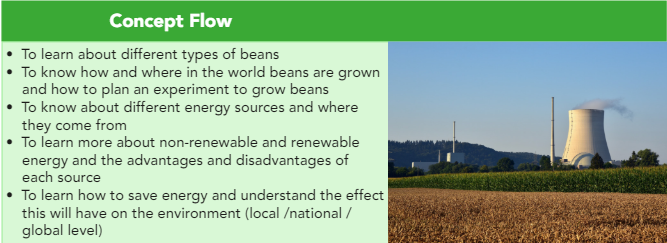 Concept Flow
• To learn about different types of beans
• To know how and where in the world beans are grown
and how to plan an experiment to grow beans
• To know about different energy sources and where
they come from
• To learn more about non-renewable and renewable
energy and the advantages and disadvantages of
each source
• To learn how to save energy and understand the effect
this will have on the environment (local /national /
global level)